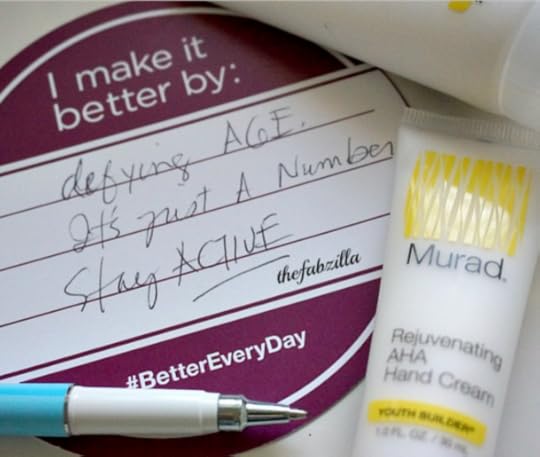 I make it
better by:
defying AGE.
It's just A Number
Stay ACTIVE
thefabzilla
#BetterEveryDay
Murad.
Rejuvenating
AHA
Hand Cream
YOUTH BUILDER
1.0 FL. OZ. / 30 mL